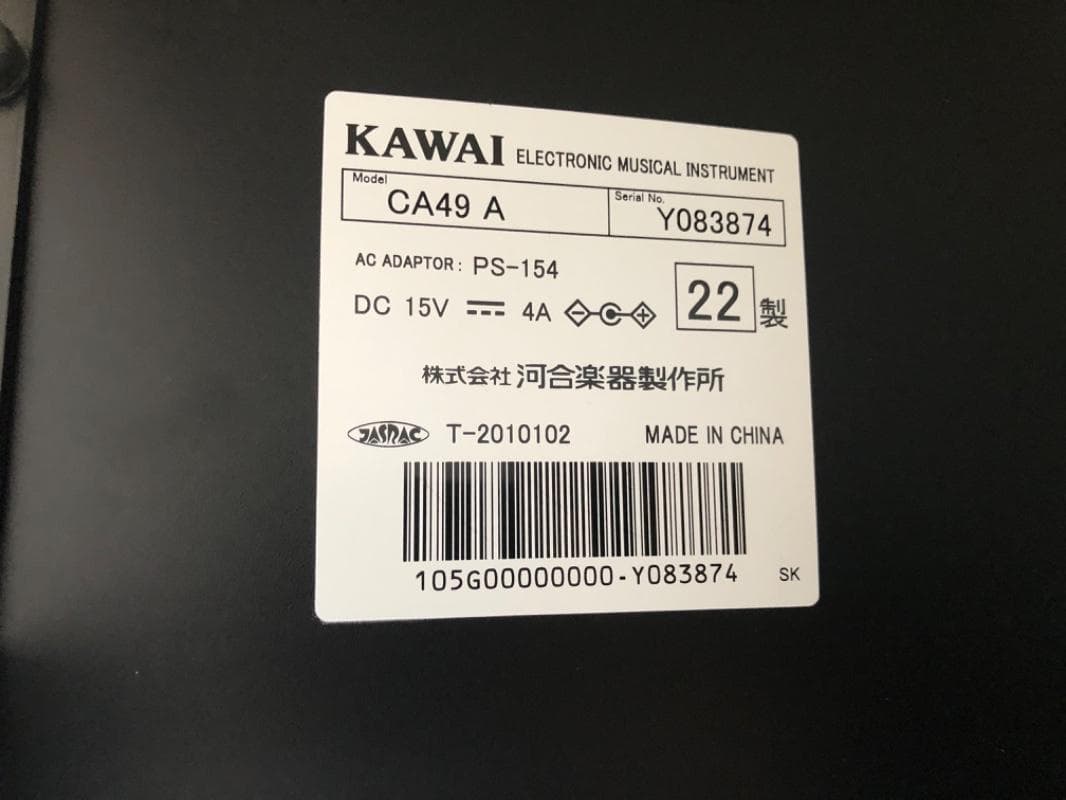 KAWAI ELECTRONIC MUSICAL INSTRUMENT
Model CA49 A Serial No. Y083874
AC ADAPTOR: PS-154
DC 15V 4A 22 製
株式会社 河合楽器製作所
JASRAC T-2010102 MADE IN CHINA
105G00000000-Y083874 SK